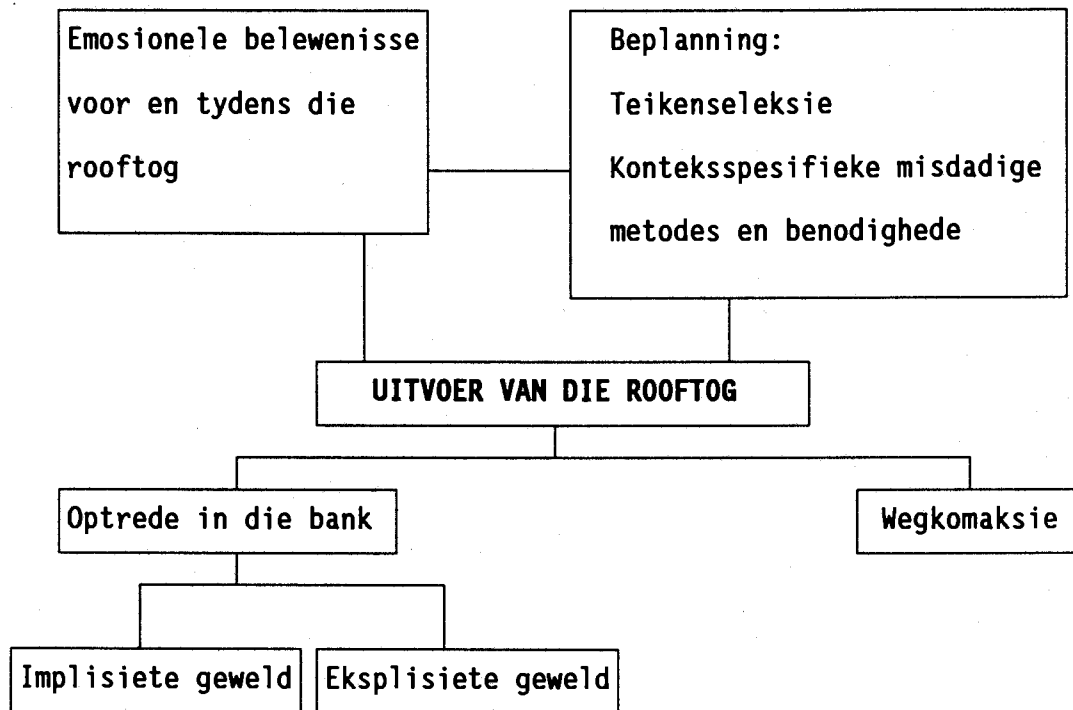 Emosionele belewenisse
voor en tydens die
rooftog
Beplanning:
Teikenseleksie
Konteksspesifieke misdadige
metodes en benodighede
UITVOER VAN DIE ROOFTOG
Optrede in die bank
Wegkomaksie
Implisiete geweld
Eksplisiete geweld